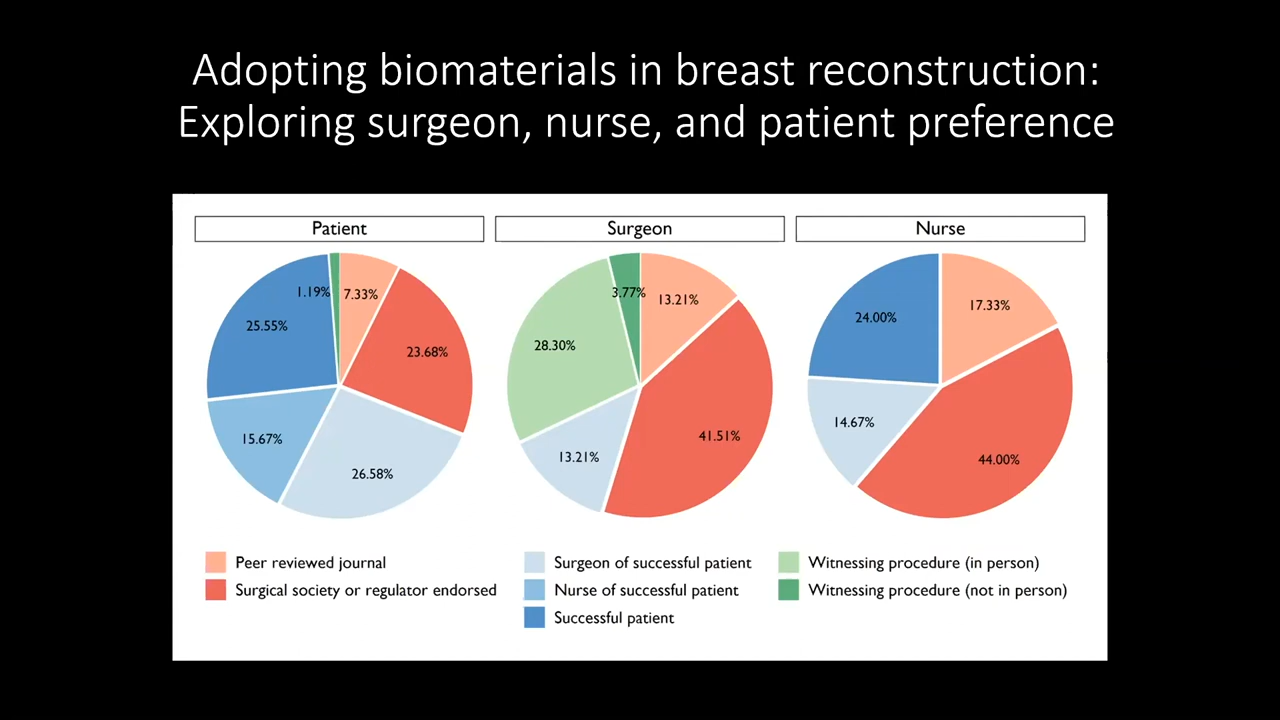 Adopting biomaterials in breast reconstruction:
Exploring surgeon, nurse, and patient preference
Patient
Surgeon
Nurse
1.19%
7.33%
25.55%
23.68%
15.67%
26.58%
3.77%
13.21%
28.30%
41.51%
13.21%
17.33%
24.00%
14.67%
44.00%
Peer reviewed journal
Surgical society or regulator endorsed
Surgeon of successful patient
Nurse of successful patient
Successful patient
Witnessing procedure (in person)
Witnessing procedure (not in person)